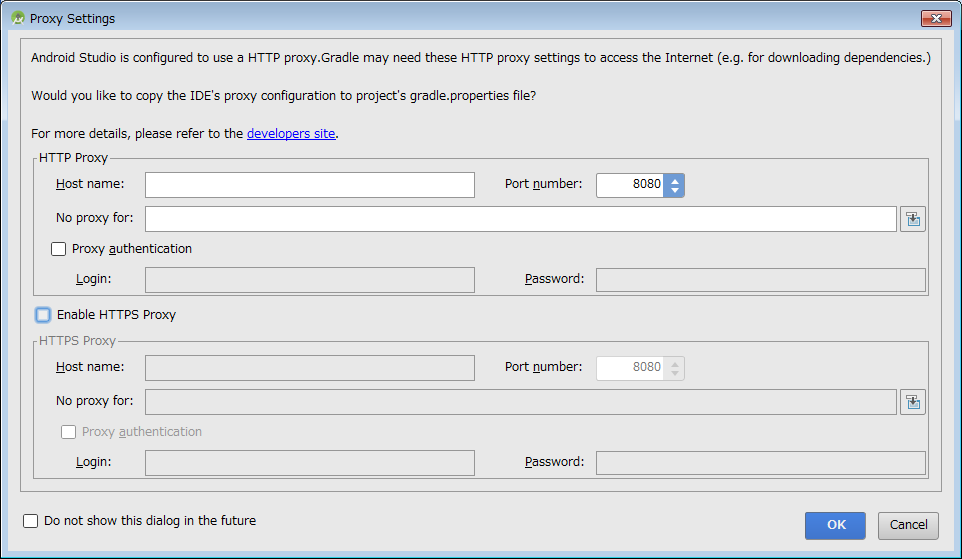 Proxy Settings
Android Studio is configured to use a HTTP proxy.Gradle may need these HTTP proxy settings to access the Internet (e.g. for downloading dependencies.)
Would you like to copy the IDE's proxy configuration to project's gradle.properties file?
For more details, please refer to the developers site.
HTTP Proxy
Host name: Port number: 8080
No proxy for:
Proxy authentication
Login: Password:
Enable HTTPS Proxy
HTTPS Proxy
Host name: Port number: 8080
No proxy for:
Proxy authentication
Login: Password:
Do not show this dialog in the future OK Cancel